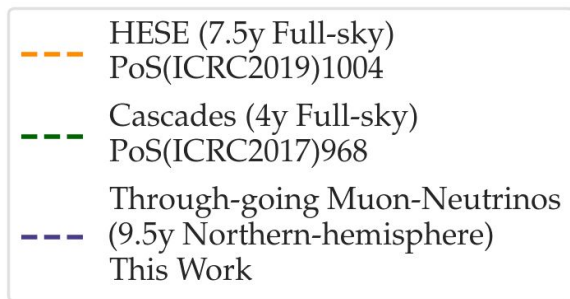 HESE (7.5y Full-sky)
PoS(ICRC2019)1004
Cascades (4y Full-sky)
PoS(ICRC2017)968
Through-going Muon-Neutrinos
(9.5y Northern-hemisphere)
This Work